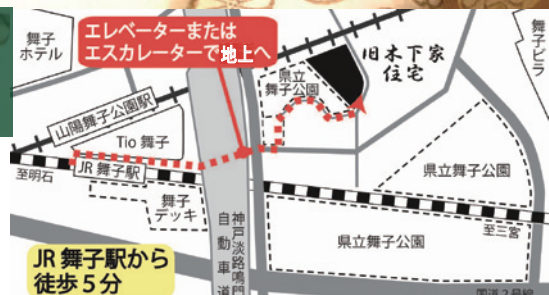 舞子
ホテル
エレベーターまたは
エスカレーターで地上へ
旧木下家
住宅
舞子ビラ
県立
舞子公園
山陽舞子公園駅
Tio 舞子
JR 舞子駅
至明石
舞子
デッキ
県立舞子公園
至三宮
県立舞子公園
神戸淡路鳴門
自動車道
JR 舞子駅から
徒歩 5 分
国道2号線